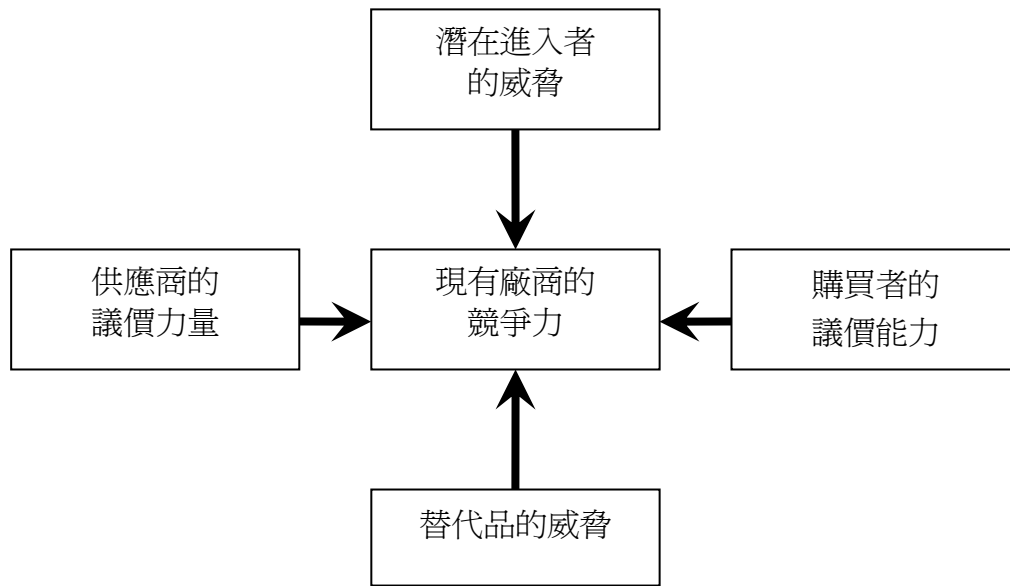 潛在進入者
的威脅
供應商的
議價力量
現有廠商的
競爭力
購買者的
議價能力
替代品的威脅